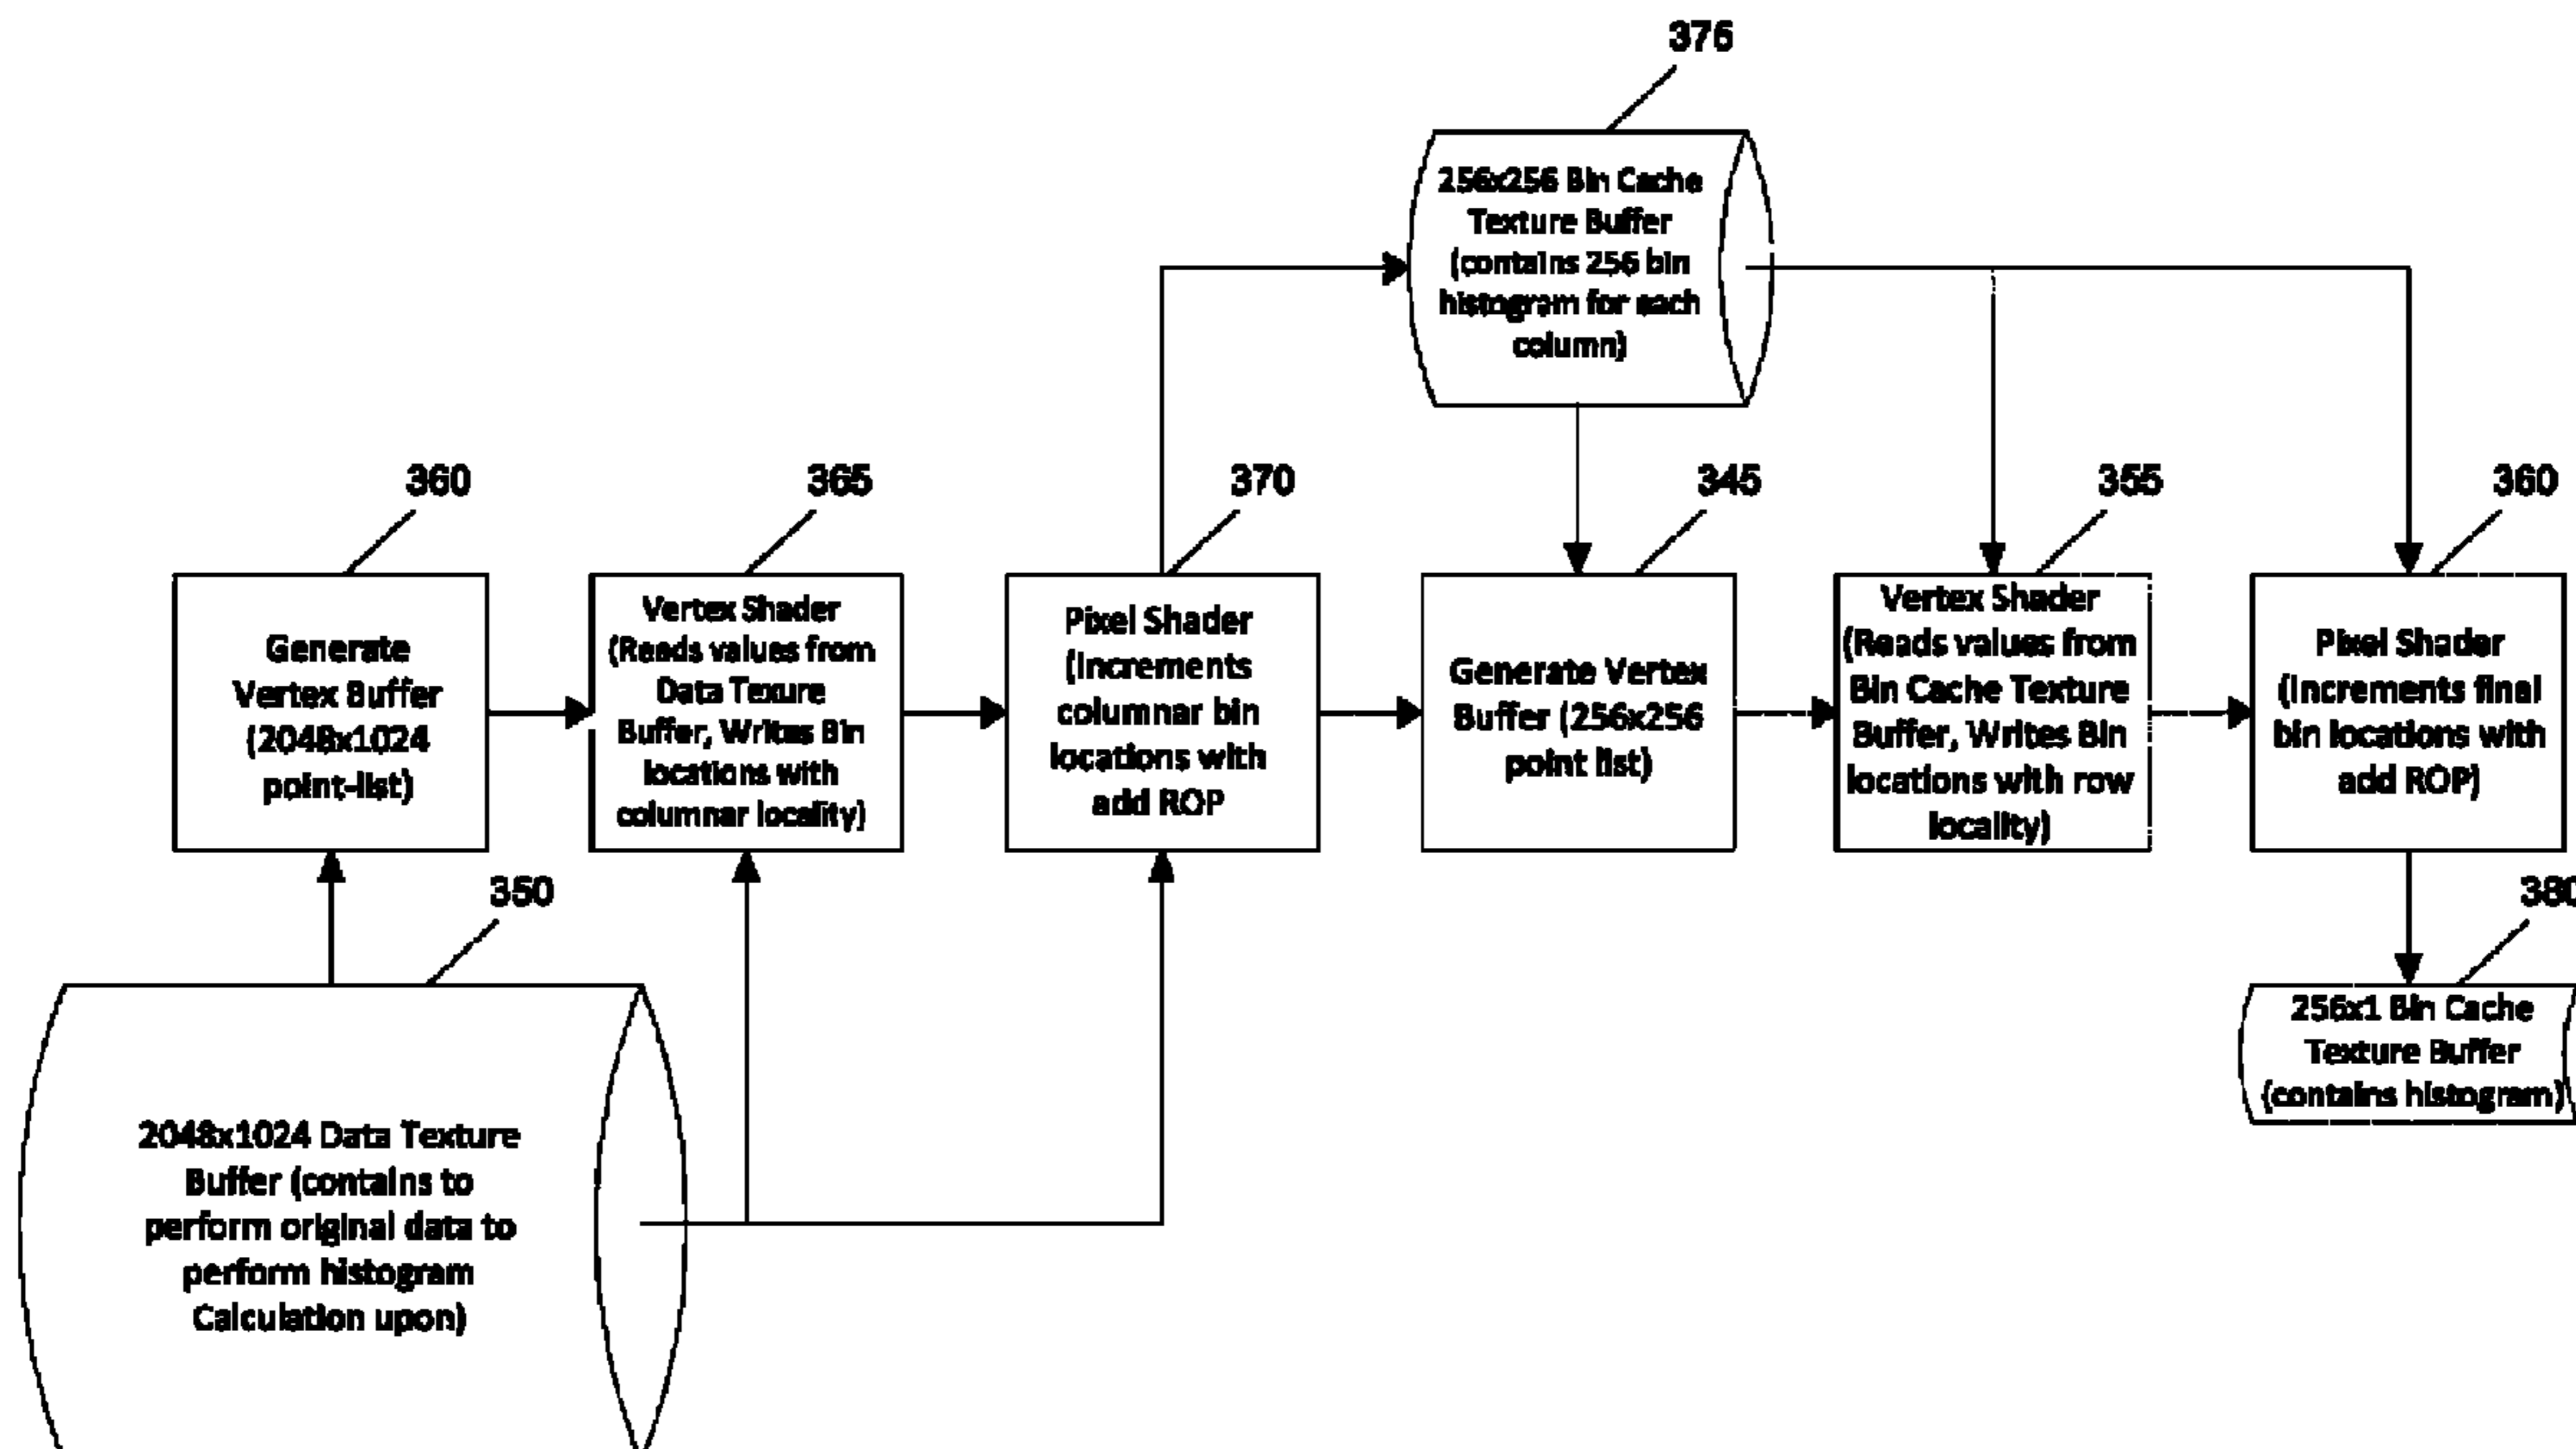 376
256x256 Bin Cache
Texture Buffer
(contains 256 bin
histogram for each
column)
360
365
370
345
355
360
Generate
Vertex Buffer
(2048x1024
point-list)
Vertex Shader
(Reads values from
Data Texure
Buffer, Writes Bin
locations with
columnar locality)
Pixel Shader
(Increments
columnar bin
locations with
add ROP
Generate Vertex
Buffer (256x256
point list)
Vertex Shader
(Reads values from
Bin Cache Texture
Buffer, Writes Bin
locations with row
locality)
Pixel Shader
(Increments final
bin locations with
add ROP)
350
380
2048x1024 Data Texture
Buffer (contains to
perform original data to
perform histogram
Calculation upon)
256x1 Bin Cache
Texture Buffer
(contains histogram)